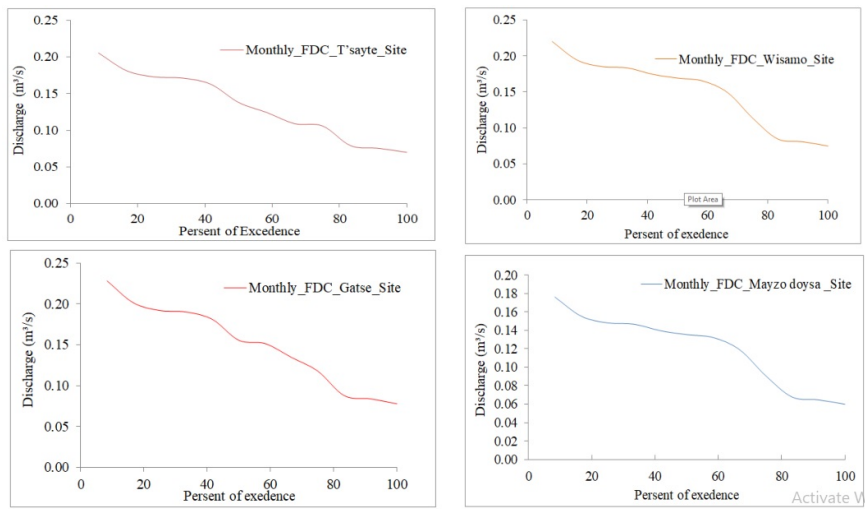 0.25
0.20
0.15
0.10
0.05
0.00
Discharge (m³/s)
Monthly_FDC_T'sayte_Site
0 20 40 60 80 100
Persent of Excedence
0.25
0.20
0.15
0.10
0.05
0.00
Discharge (m³/s)
Monthly_FDC_Wisamo_Site
Plot Area
0 20 40 60 80 100
Persent of exedence
0.25
0.20
0.15
0.10
0.05
0.00
Discharge (m³/s)
Monthly_FDC_Gatse_Site
0 20 40 60 80 100
Persent of exedence
0.20
0.18
0.16
0.14
0.12
0.10
0.08
0.06
0.04
0.02
0.00
Discharge (m³/s)
Monthly_FDC_Mayzo doysa _Site
0 20 40 60 80 100
Persent of exedence
Activate W